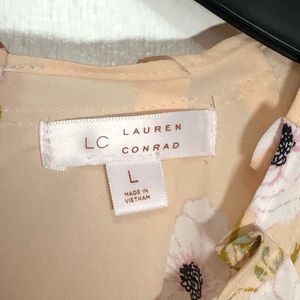 LC LAUREN
CONRAD
L
MADE IN
VIETNAM